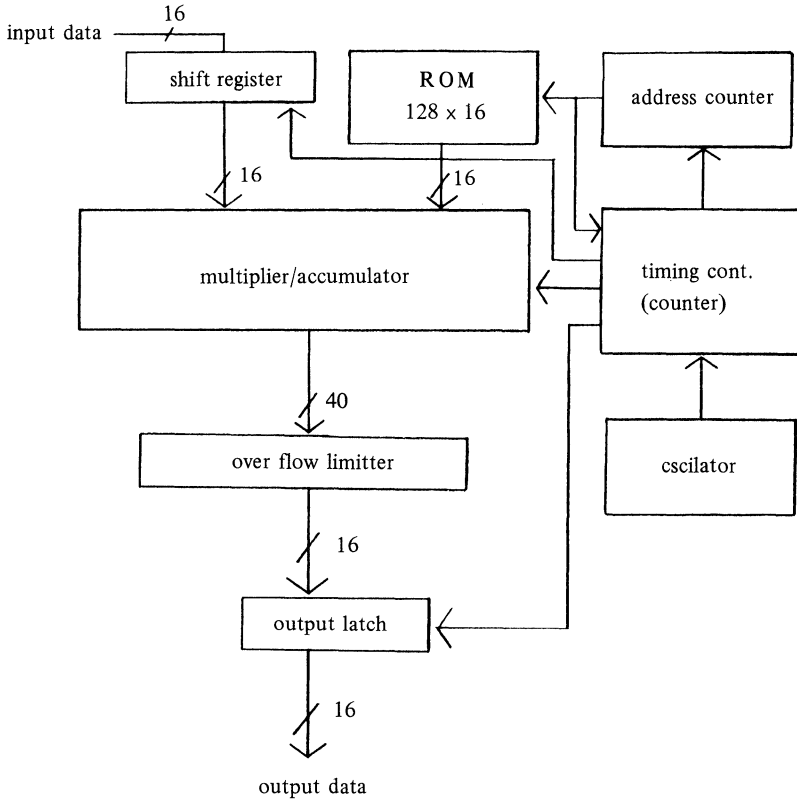 16
input data
shift register
ROM
128 x 16
address counter
16
16
multiplier/accumulator
timing cont.
(counter)
40
over flow limitter
cscilator
16
output latch
16
output data